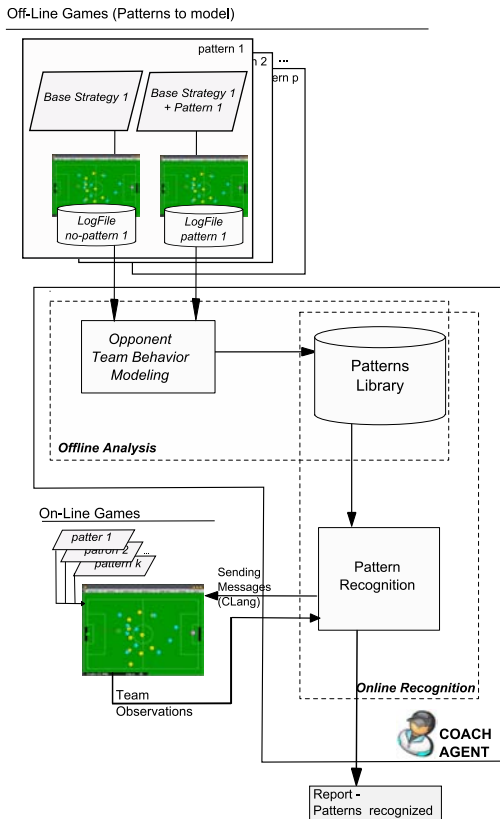 Off-Line Games (Patterns to model)
pattern 1
n 2 ...
ern p
Base Strategy 1
Base Strategy 1
+ Pattern 1
LogFile
no-pattern 1
LogFile
pattern 1
Opponent
Team Behavior
Modeling
Patterns
Library
Offline Analysis
On-Line Games
patter 1
patron 2
...
pattern k
Sending
Messages
(CLang)
Pattern
Recognition
Team
Observations
Online Recognition
COACH
AGENT
Report -
Patterns recognized